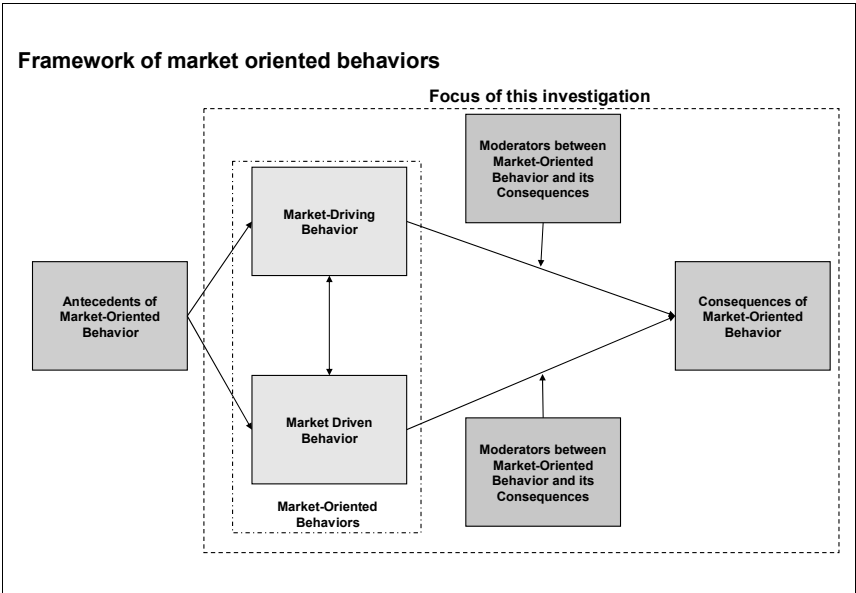 Framework of market oriented behaviors
Focus of this investigation
Moderators between
Market-Oriented
Behavior and its
Consequences
Market-Driving
Behavior
Antecedents of
Market-Oriented
Behavior
Consequences of
Market-Oriented
Behavior
Market Driven
Behavior
Moderators between
Market-Oriented
Behavior and its
Consequences
Market-Oriented
Behaviors